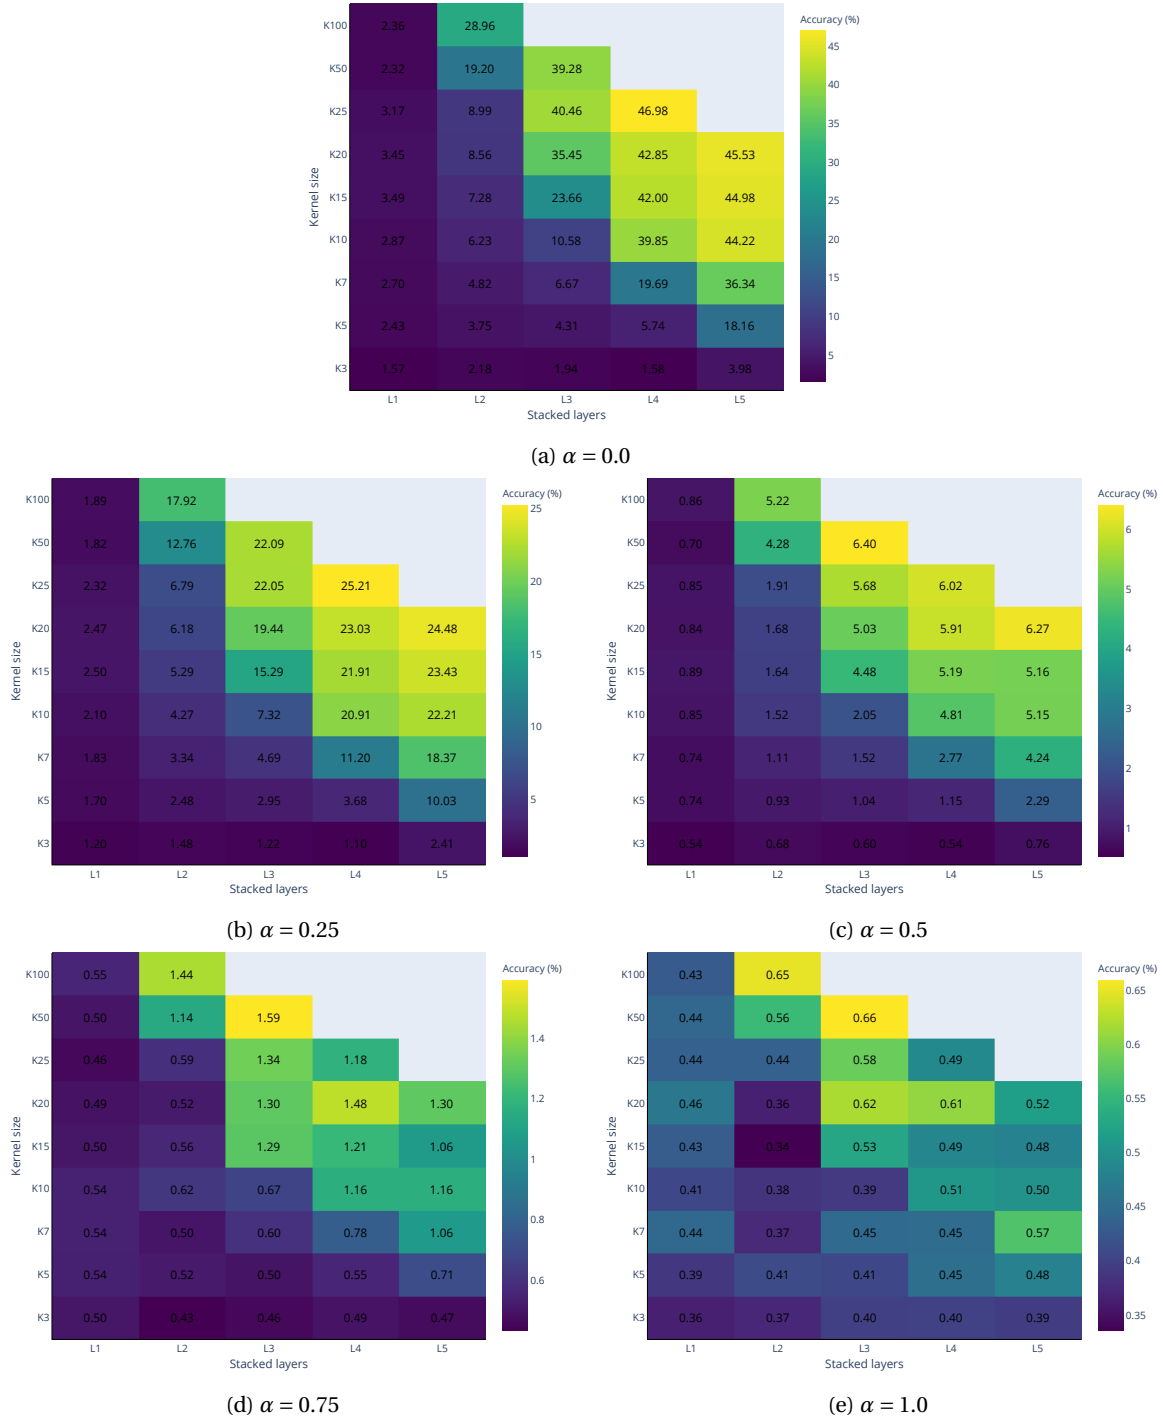 Accuracy (%)
K100 2.36 28.96
45
K50 2.32 19.20 39.28
40
K25 3.17 8.99 40.46 46.98
35
K20 3.45 8.56 35.45 42.85 45.53
30
Kernel size
K15 3.49 7.28 23.66 42.00 44.98
25
20
K10 2.87 6.23 10.58 39.85 44.22
K7 2.70 4.82 6.67 19.69 36.34
15
10
K5 2.43 3.75 4.31 5.74 18.16
5
K3 1.57 2.18 1.94 1.58 3.98
L1 L2 L3 L4 L5
Stacked layers
(a) α = 0.0
Accuracy (%)
K100 1.89 17.92
25
K50 1.82 12.76 22.09
20
K25 2.32 6.79 22.05 25.21
K20 2.47 6.18 19.44 23.03 24.48
15
Kernel size
K15 2.50 5.29 15.29 21.91 23.43
K10 2.10 4.27 7.32 20.91 22.21
10
K7 1.83 3.34 4.69 11.20 18.37
K5 1.70 2.48 2.95 3.68 10.03
5
K3 1.20 1.48 1.22 1.10 2.41
L1 L2 L3 L4 L5
Stacked layers
(b) α = 0.25
Accuracy (%)
K100 0.86 5.22
6
K50 0.70 4.28 6.40
K25 0.85 1.91 5.68 6.02
5
K20 0.84 1.68 5.03 5.91 6.27
4
Kernel size
K15 0.89 1.64 4.48 5.19 5.16
K10 0.85 1.52 2.05 4.81 5.15
3
K7 0.74 1.11 1.52 2.77 4.24
2
K5 0.74 0.93 1.04 1.15 2.29
1
K3 0.54 0.68 0.60 0.54 0.76
L1 L2 L3 L4 L5
Stacked layers
(c) α = 0.5
Accuracy (%)
K100 0.55 1.44
K50 0.50 1.14 1.59
1.4
K25 0.46 0.59 1.34 1.18
1.2
K20 0.49 0.52 1.30 1.48 1.30
Kernel size
K15 0.50 0.56 1.29 1.21 1.06
1
K10 0.54 0.62 0.67 1.16 1.16
0.8
K7 0.54 0.50 0.60 0.78 1.06
K5 0.54 0.52 0.50 0.55 0.71
0.6
K3 0.50 0.43 0.46 0.49 0.47
L1 L2 L3 L4 L5
Stacked layers
(d) α = 0.75
Accuracy (%)
K100 0.43 0.65
0.65
K50 0.44 0.56 0.66
0.6
K25 0.44 0.44 0.58 0.49
0.55
K20 0.46 0.36 0.62 0.61 0.52
0.5
Kernel size
K15 0.43 0.34 0.53 0.49 0.48
K10 0.41 0.38 0.39 0.51 0.50
0.45
K7 0.44 0.37 0.45 0.45 0.57
0.4
K5 0.39 0.41 0.41 0.45 0.48
0.35
K3 0.36 0.37 0.40 0.40 0.39
L1 L2 L3 L4 L5
Stacked layers
(e) α = 1.0